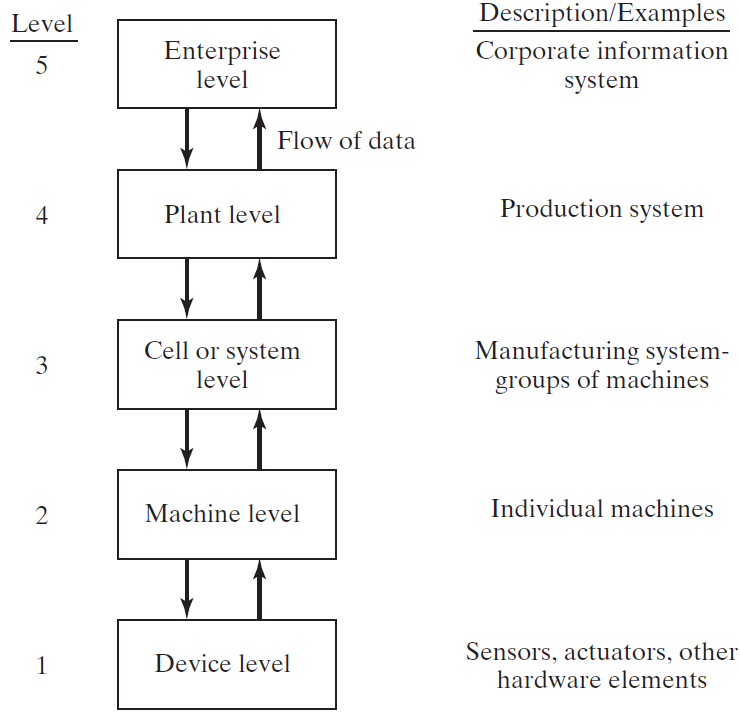 Level
Description/Examples
5
Enterprise
level
Corporate information
system
Flow of data
4
Plant level
Production system
3
Cell or system
level
Manufacturing system-
groups of machines
2
Machine level
Individual machines
1
Device level
Sensors, actuators, other
hardware elements